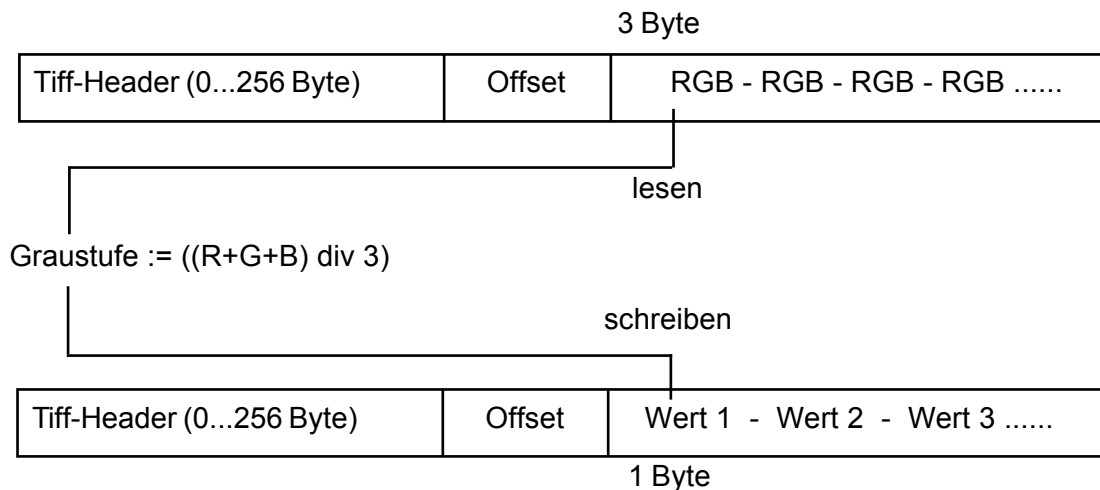 3 Byte
Tiff-Header (0...256 Byte) Offset RGB - RGB - RGB - RGB ......
lesen
Graustufe := ((R+G+B) div 3)
schreiben
Tiff-Header (0...256 Byte) Offset Wert 1 - Wert 2 - Wert 3 ......
1 Byte